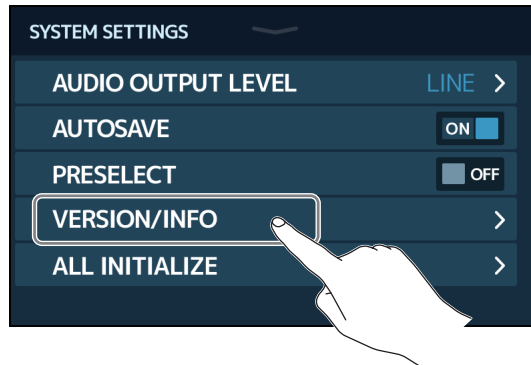 SYSTEM SETTINGS
AUDIO OUTPUT LEVEL LINE
AUTOSAVE ON
PRESELECT OFF
VERSION/INFO
ALL INITIALIZE